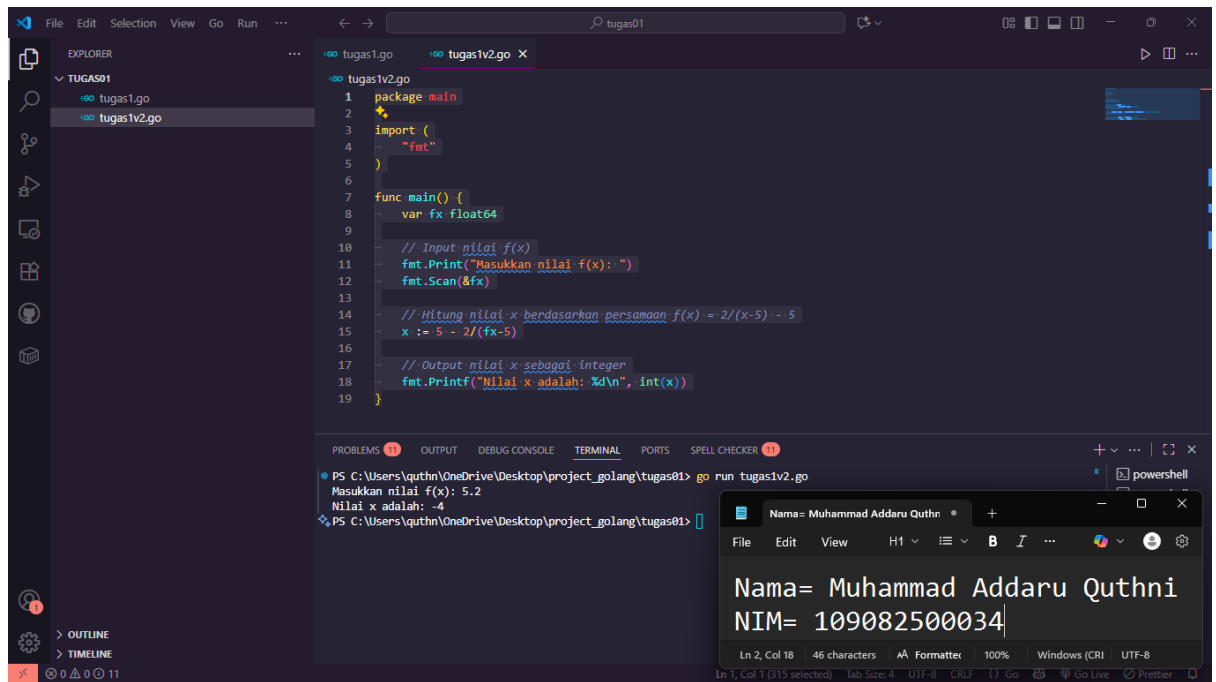 File Edit Selection View Go Run ··· tugas01
EXPLORER ···
TUGAS01
tugas1.go
tugas1v2.go
tugas1.go tugas1v2.go
tugas1v2.go
1 package main
2
3 import (
4 "fmt"
5 )
6
7 func main() {
8 var fx float64
9
10 // Input nilai f(x)
11 fmt.Print("Masukkan nilai f(x): ")
12 fmt.Scan(&fx)
13
14 // Hitung nilai x berdasarkan persamaan f(x) = 2/(x-5) - 5
15 x := 5 - 2/(fx-5)
16
17 // Output nilai x sebagai integer
18 fmt.Printf("Nilai x adalah: %d\n", int(x))
19 }
PROBLEMS 11 OUTPUT DEBUG CONSOLE TERMINAL PORTS SPELL CHECKER 11
PS C:\Users\quthn\OneDrive\Desktop\project_golang\tugas01> go run tugas1v2.go
Masukkan nilai f(x): 5.2
Nilai x adalah: -4
PS C:\Users\quthn\OneDrive\Desktop\project_golang\tugas01>
powershell
Nama= Muhammad Addaru Quthn
File Edit View H1 B I ···
Nama= Muhammad Addaru Quthni
NIM= 109082500034
Ln 2, Col 18 46 characters Formatted 100% Windows (CRI UTF-8
1
OUTLINE
TIMELINE
0 0 0 11 Ln 1, Col 1 (315 selected) Tab Size: 4 UTF-8 CRLF {} Go Go Live Prettier